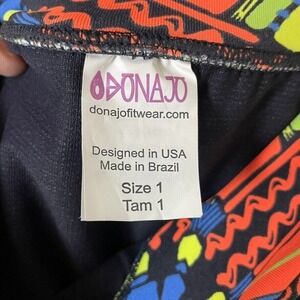 DONAJO
donajofitwear.com
Designed in USA
Made in Brazil
Size 1
Tam 1